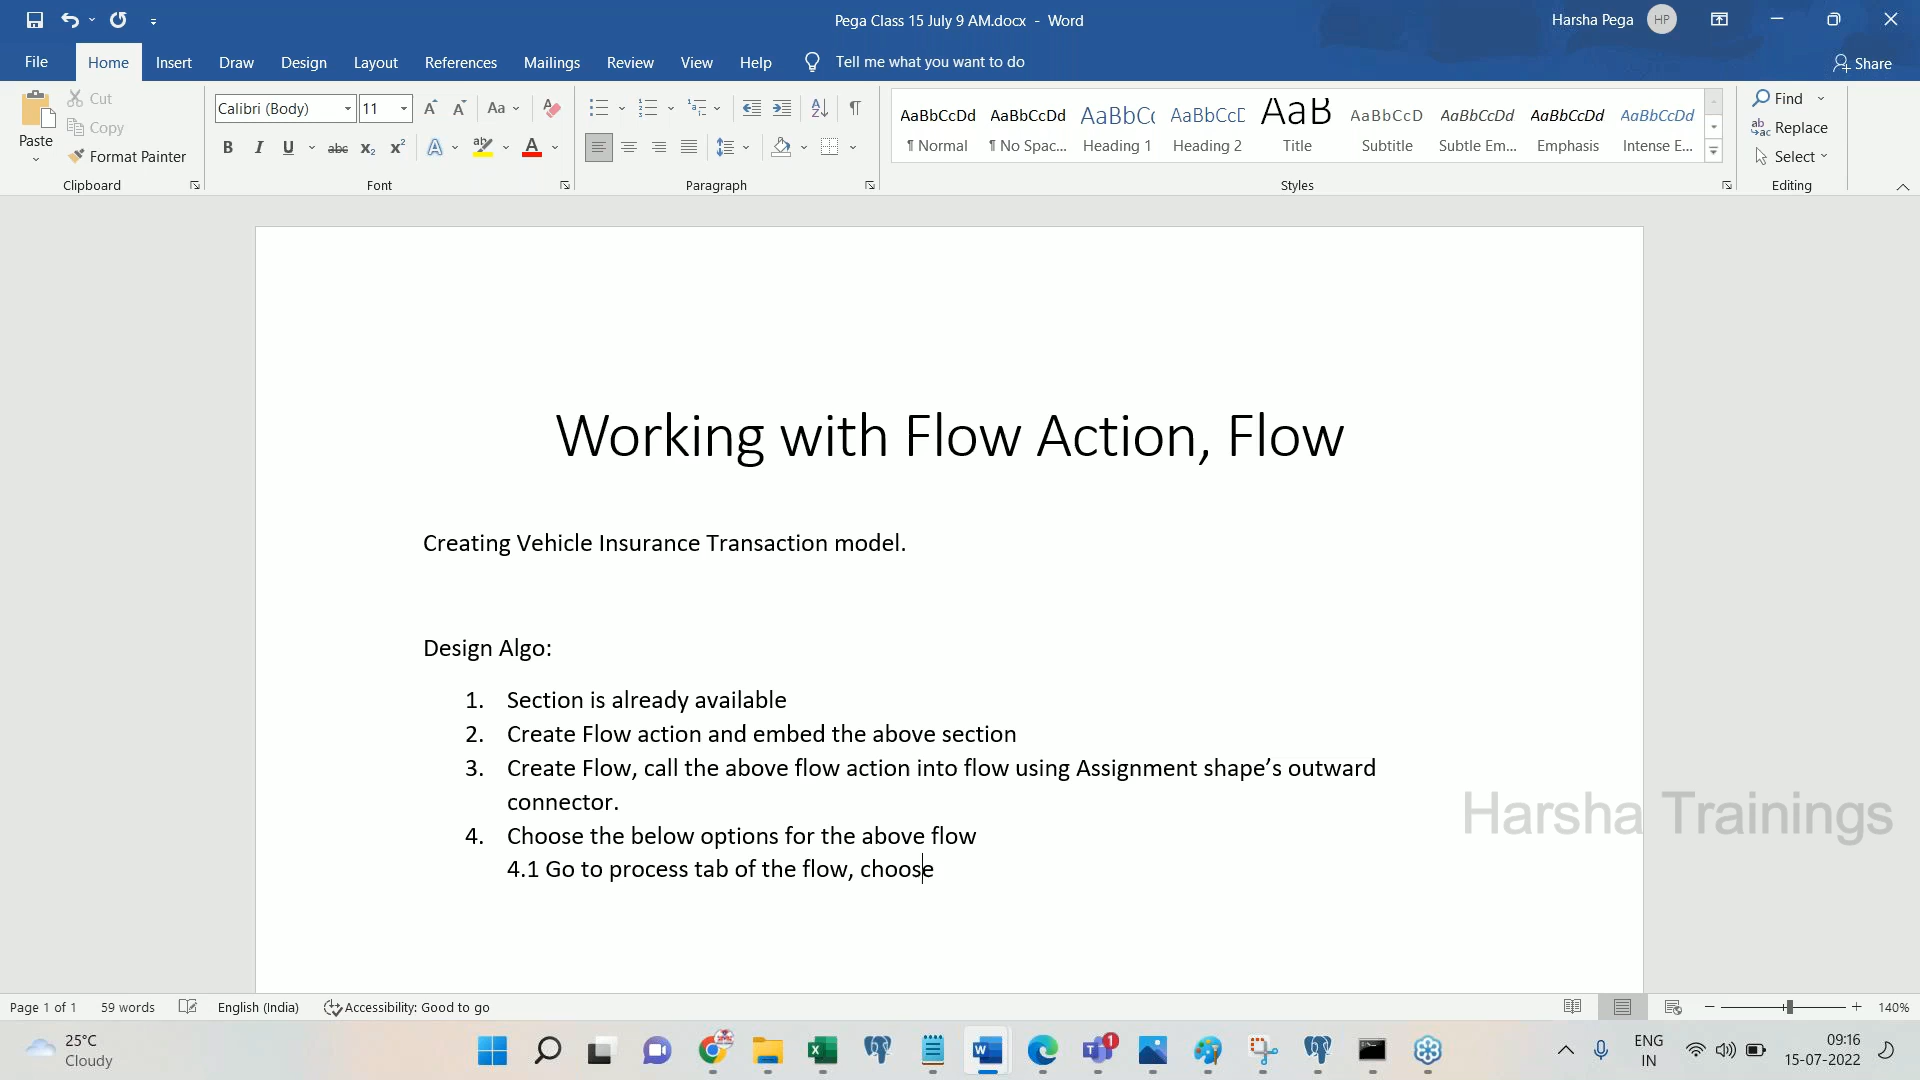 Pega Class 15 July 9 AM.docx - Word
Harsha Pega
HP
File
Home
Insert
Draw
Design
Layout
References
Mailings
Review
View
Help
Tell me what you want to do
Share
Paste
Cut
Copy
Format Painter
Clipboard
Calibri (Body)
11
Font
Paragraph
AaBbCcDd
¶ Normal
AaBbCcDd
¶ No Spac...
AaBbC
Heading 1
AaBbCcC
Heading 2
AaB
Title
AaBbCcD
Subtitle
AaBbCcDd
Subtle Em...
AaBbCcDd
Emphasis
AaBbCcDd
Intense E...
Styles
Find
Replace
Select
Editing
Working with Flow Action, Flow
Creating Vehicle Insurance Transaction model.
Design Algo:
1. Section is already available
2. Create Flow action and embed the above section
3. Create Flow, call the above flow action into flow using Assignment shape’s outward
connector.
4. Choose the below options for the above flow
4.1 Go to process tab of the flow, choose
Harsha Trainings
Page 1 of 1
59 words
English (India)
Accessibility: Good to go
140%
25°C
Cloudy
1
ENG
IN
09:16
15-07-2022